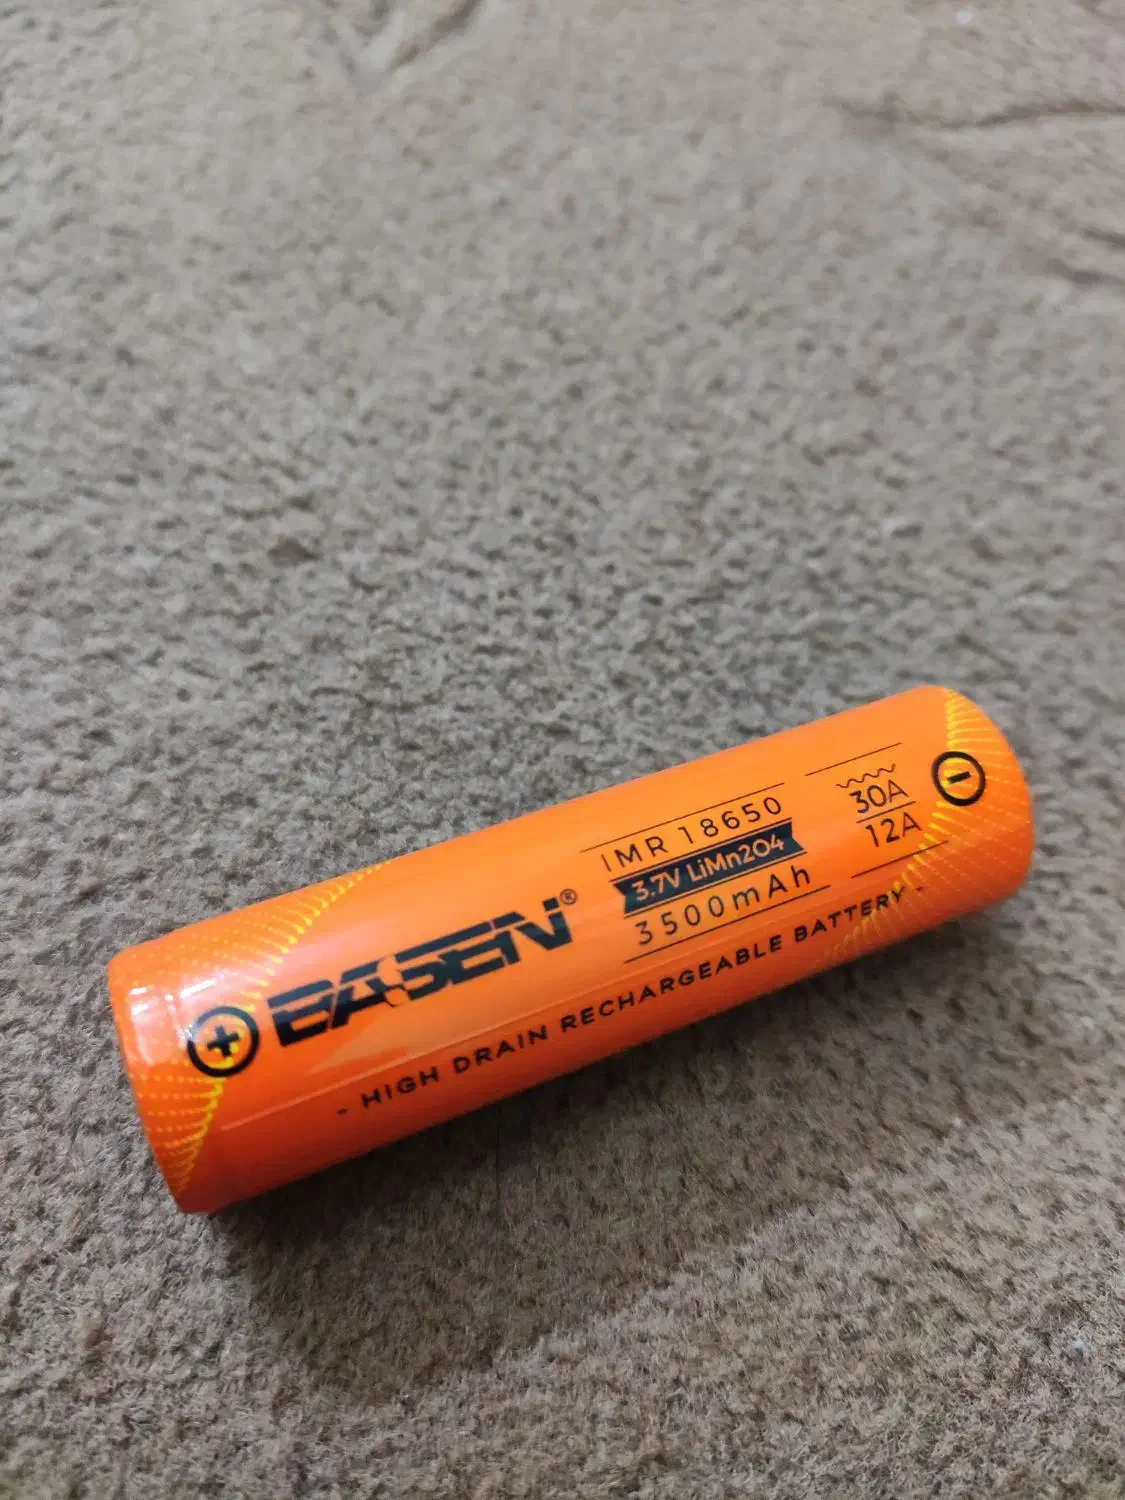 +
BASEN®
IMR 18650
3.7V LiMn2O4
3500mAh
30A
12A
-
- HIGH DRAIN RECHARGEABLE BATTERY -